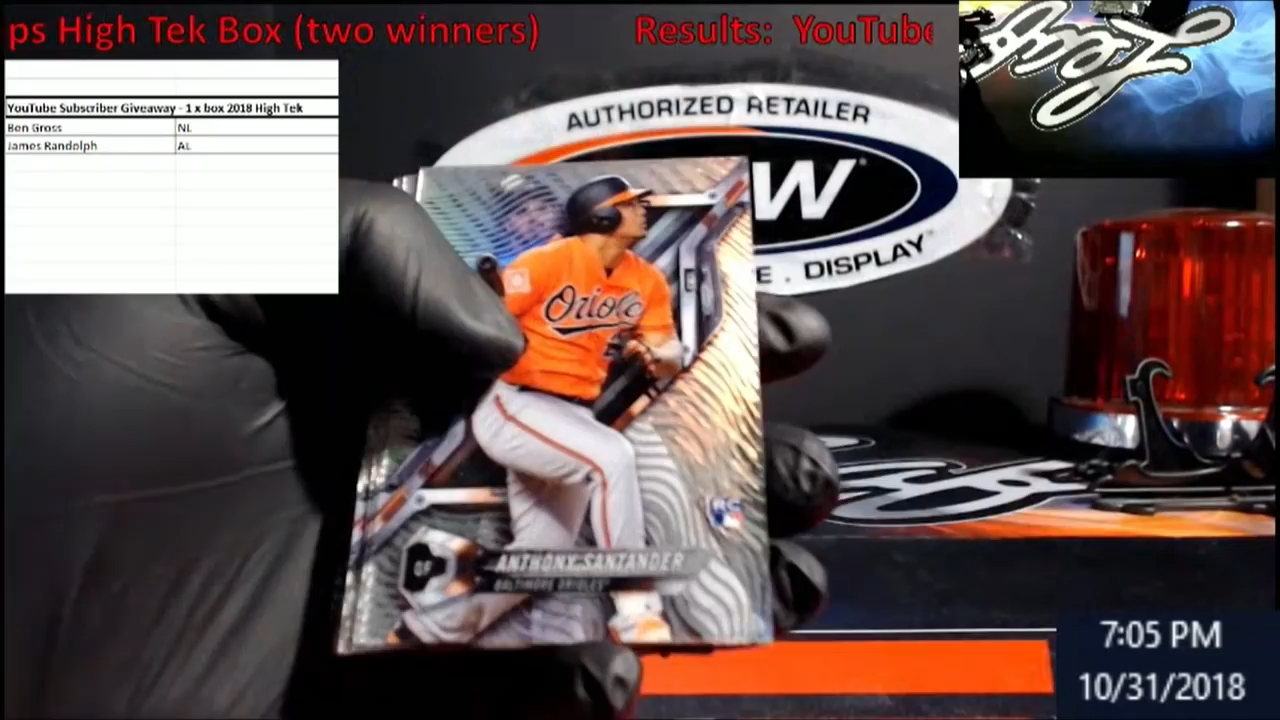 ps High Tek Box (two winners) Results: YouTube
YouTube Subscriber Giveaway - 1 x box 2018 High Tek
Ben Gross NL
James Randolph AL
AUTHORIZED RETAILER
W
E . DISPLAY
Orioles
OF
ANTHONY SANTANDER
BALTIMORE ORIOLES
7:05 PM
10/31/2018